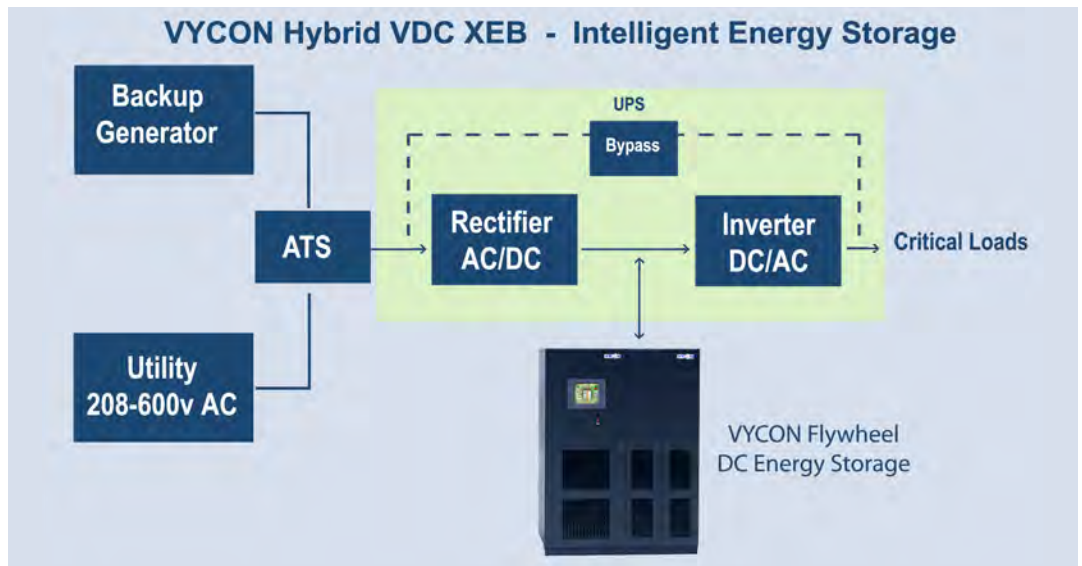 VYCON Hybrid VDC XEB - Intelligent Energy Storage
Backup
Generator
UPS
Bypass
ATS
Rectifier
AC/DC
Inverter
DC/AC
Critical Loads
Utility
208-600v AC
VYCON Flywheel
DC Energy Storage